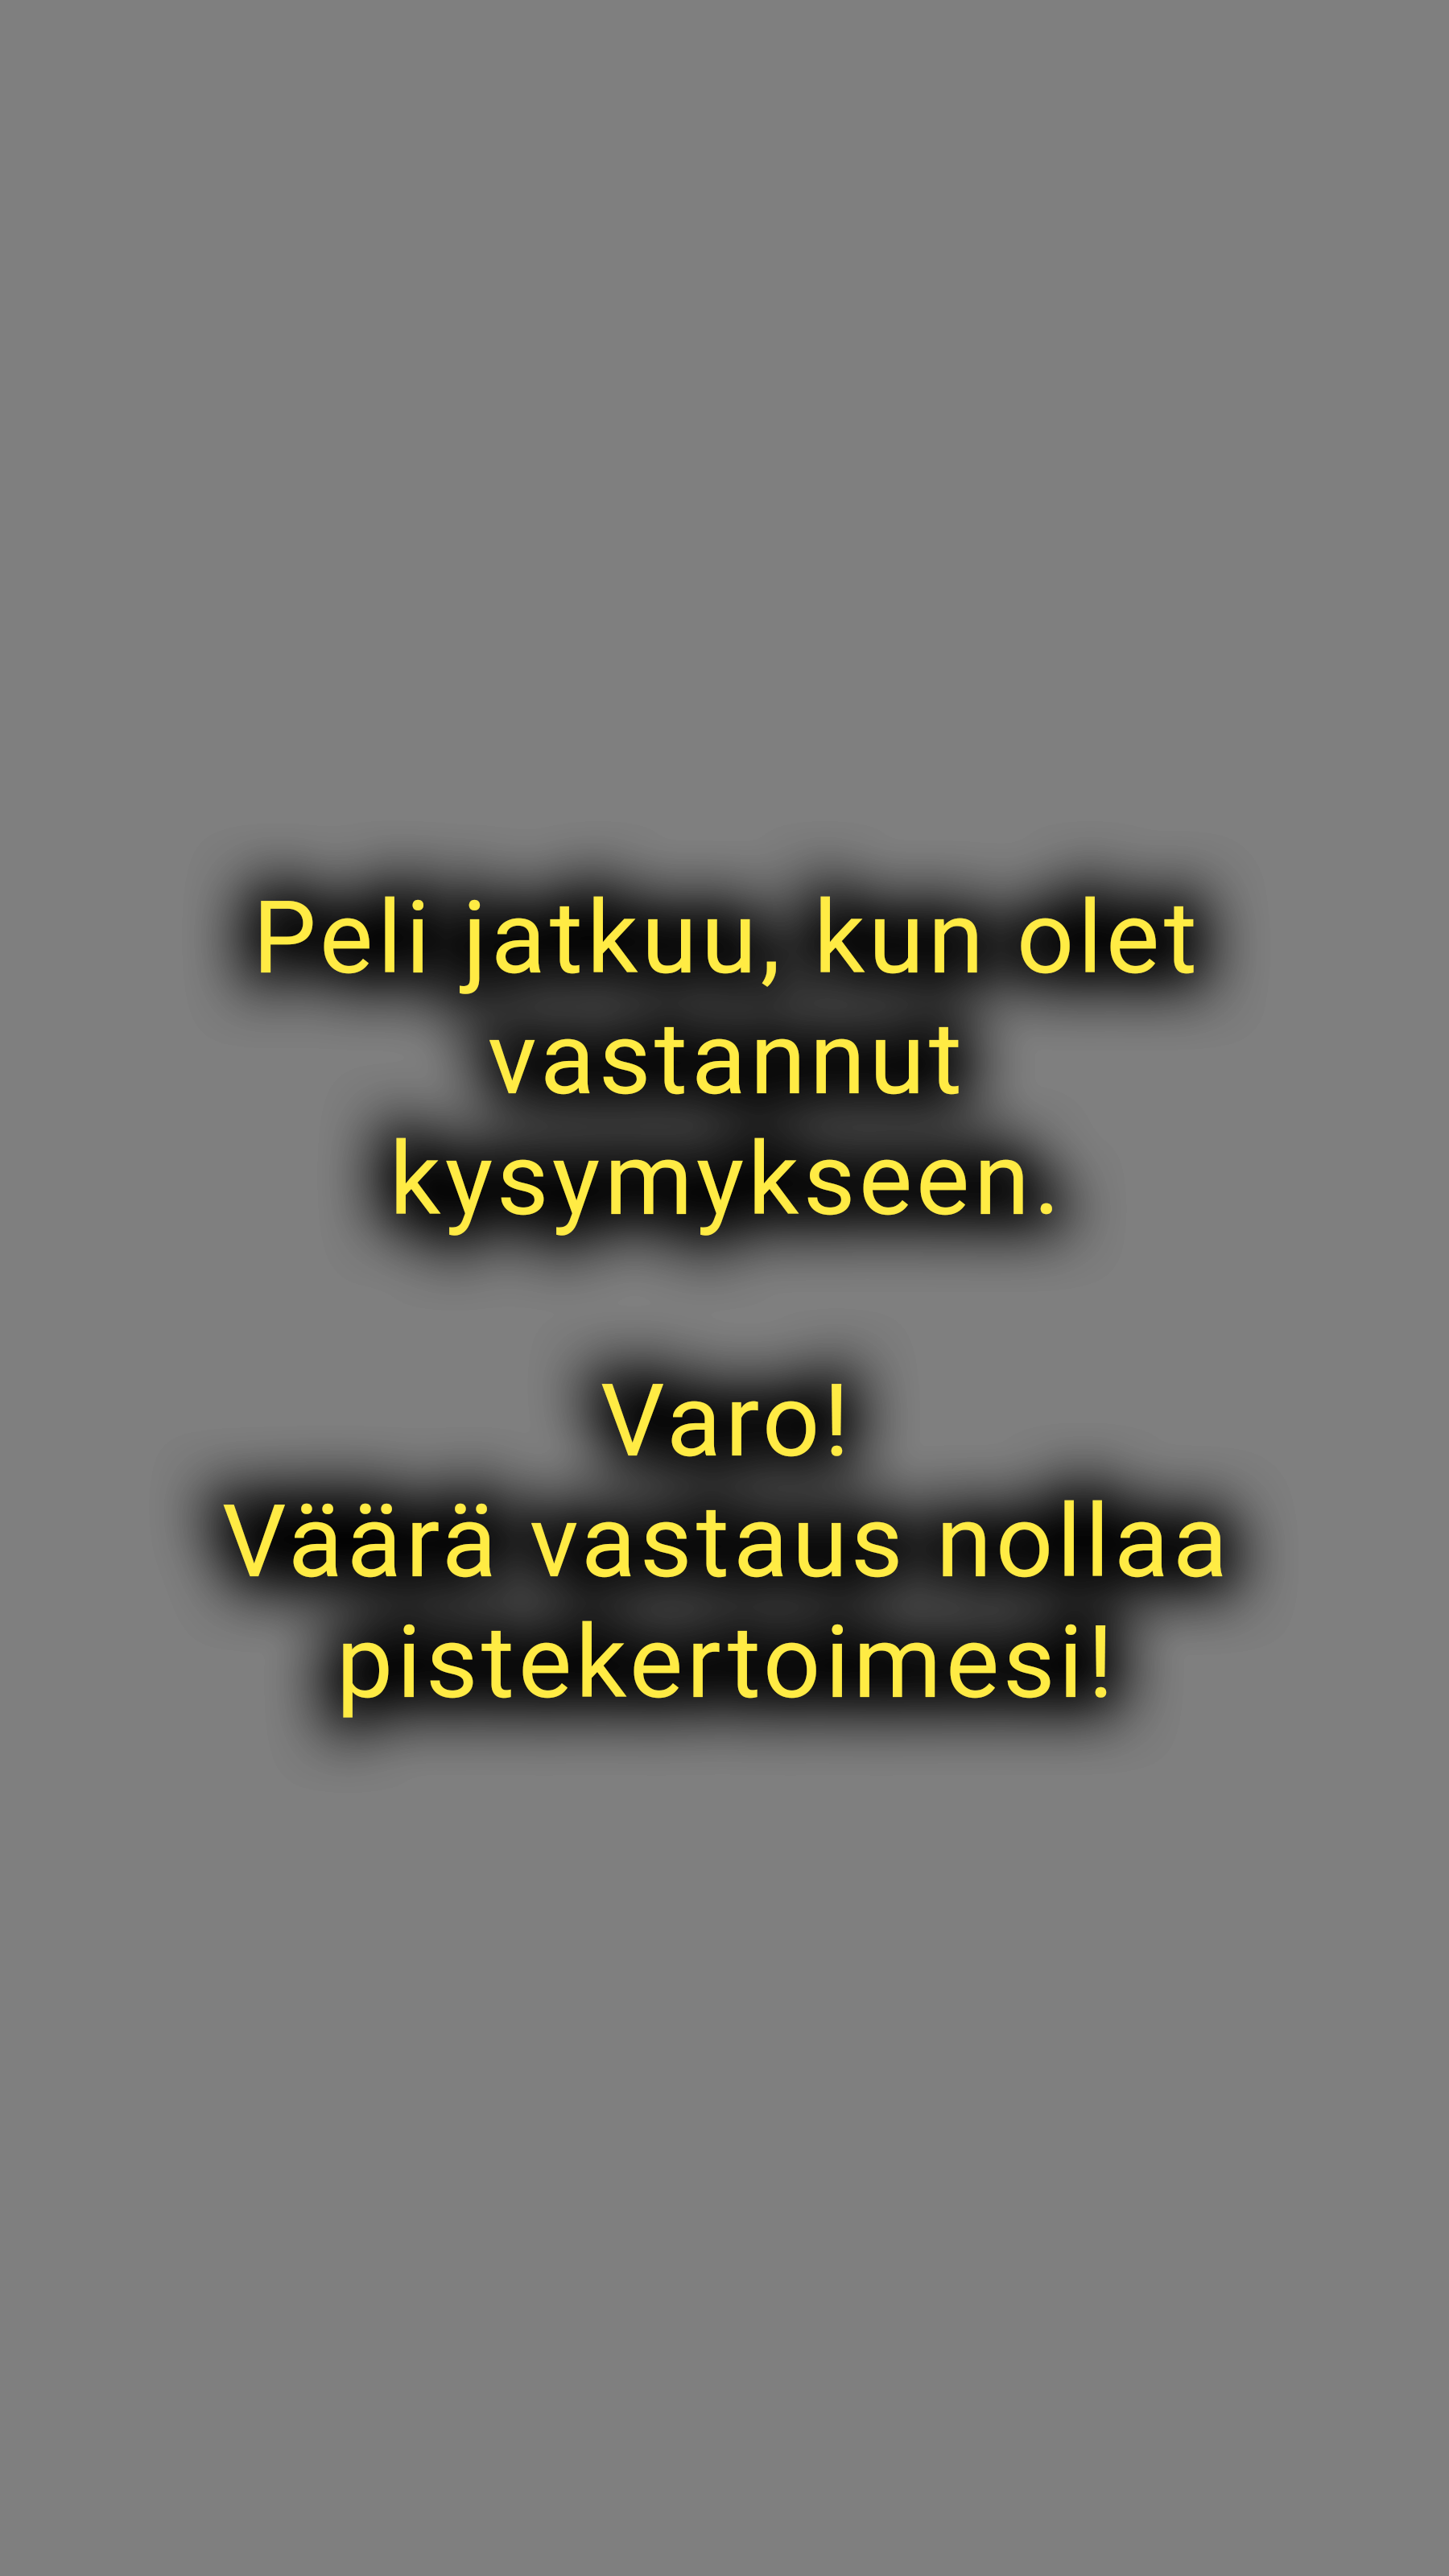 Peli jatkuu, kun olet
vastannut
kysymykseen.
Varo!
Väärä vastaus nollaa
pistekertoimesi!